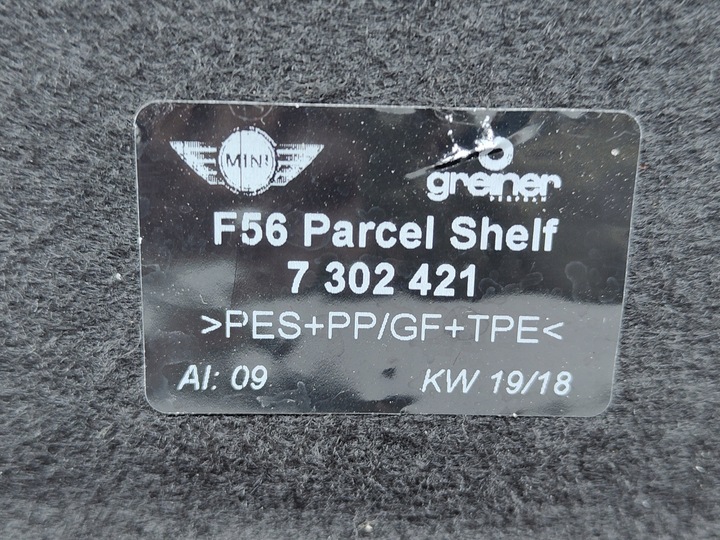 MINI
greiner
F56 Parcel Shelf
7 302 421
>PES+PP/GF+TPE<
AI: 09
KW 19/18